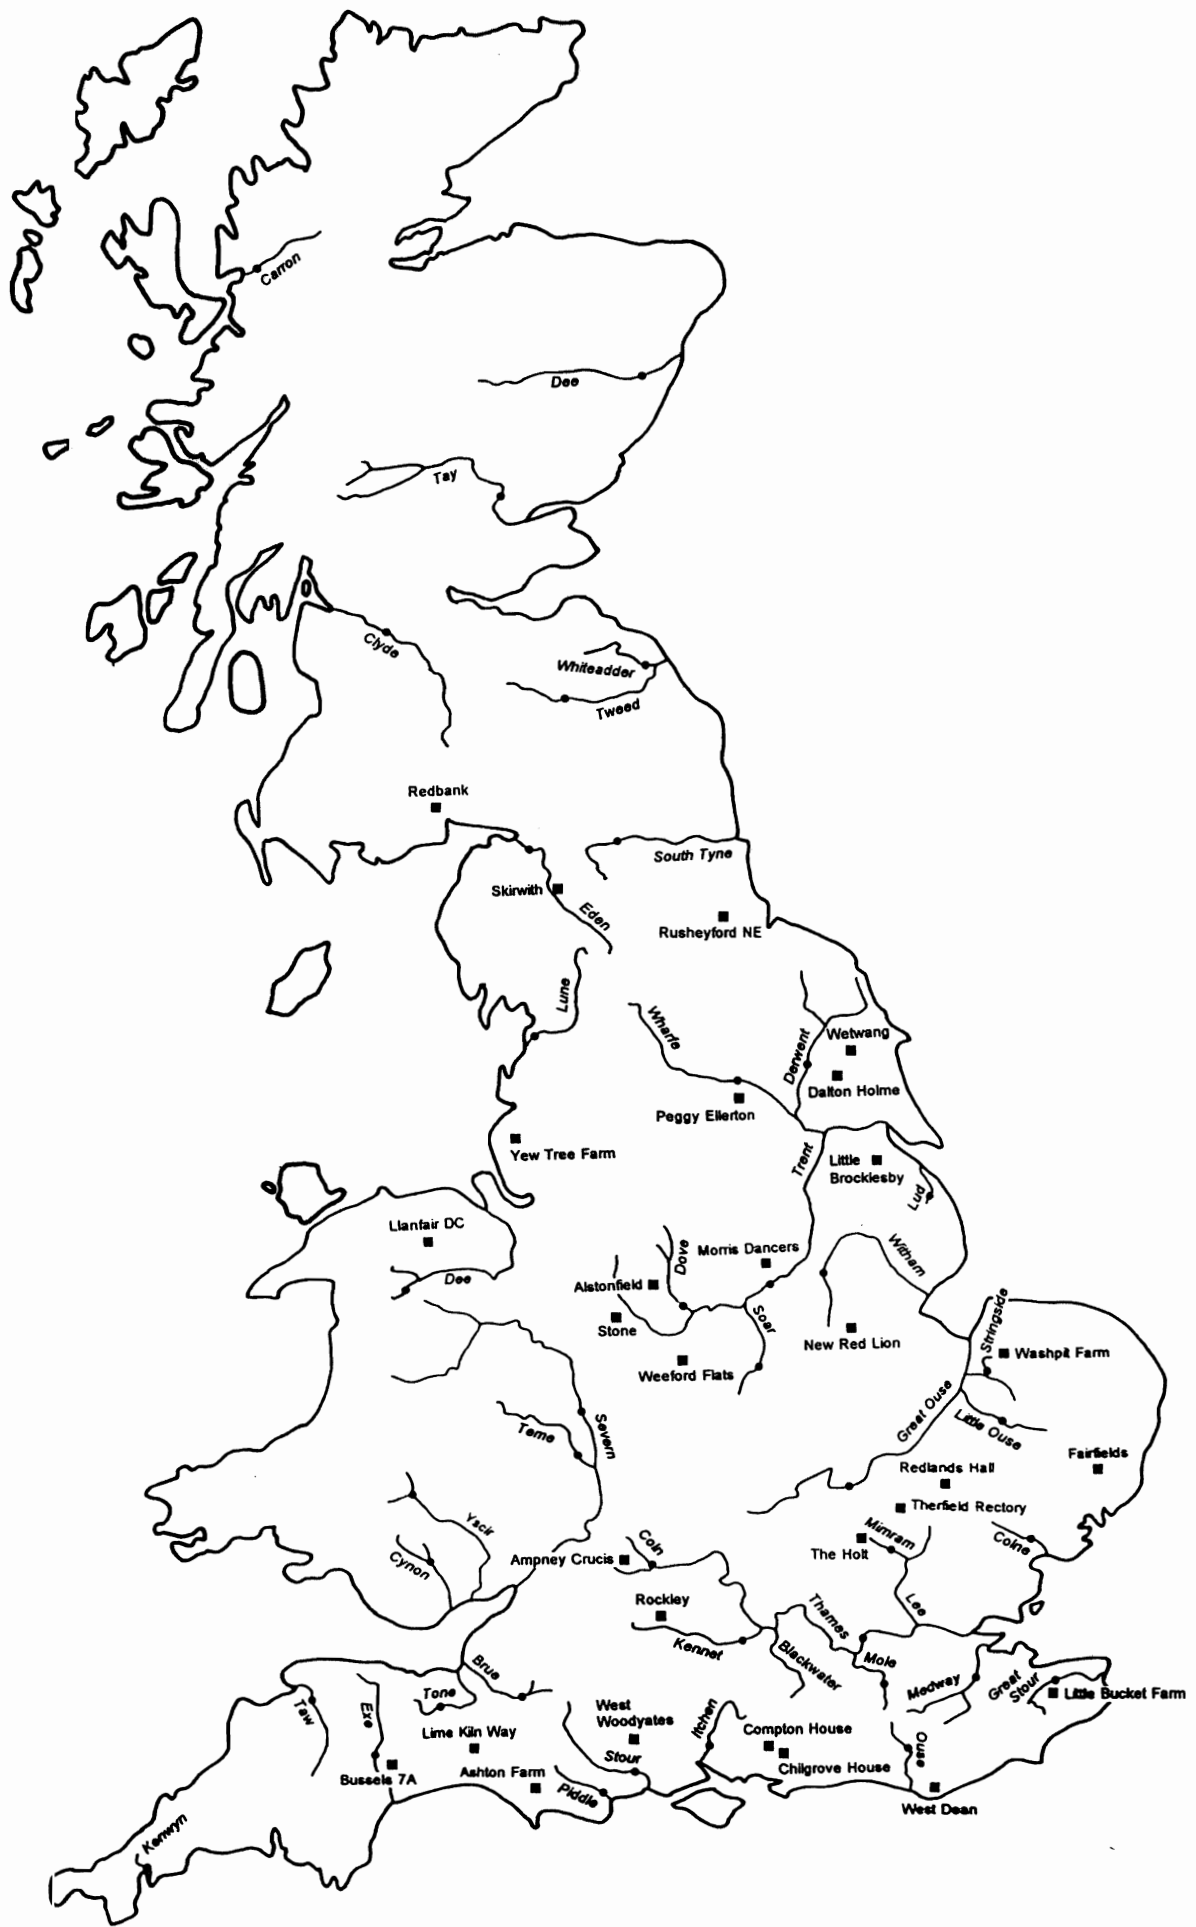 Carron
Dee
Tay
Clyde
Whiteadder
Tweed
Redbank
South Tyne
Skirwith
Eden
Rusheyford NE
Lune
Wharfe
Derwent
Wetwang
Dalton Holme
Peggy Ellerton
Yew Tree Farm
Trent
Little
Brocklesby
Lud
Llanfair DC
Dee
Dove
Morris Dancers
Witham
Alstonfield
Stone
Soar
Stringside
New Red Lion
Washpit Farm
Weeford Flats
Great Ouse
Little Ouse
Severn
Teme
Fairfields
Redlands Hall
Therfield Rectory
Yscir
Cynon
Mimram
Colne
The Holt
Ampney Crucis
Coln
Rockley
Kennet
Thames
Lee
Blackwater
Mole
Medway
Great
Stour
Little Bucket Farm
Brue
Tone
Taw
Exe
West
Woodyates
Itchen
Lime Kiln Way
Compton House
Chilgrove House
Ouse
Bussels 7A
Ashton Farm
Stour
Piddle
West Dean
Kenwyn